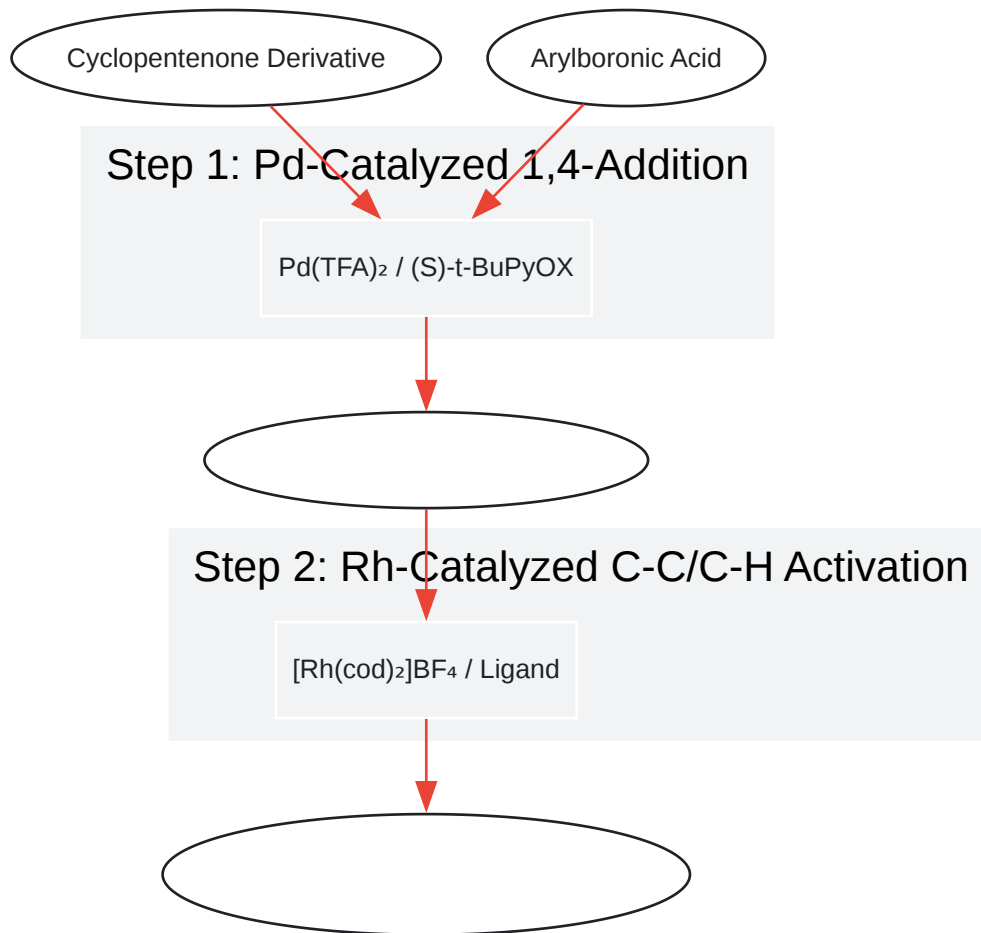 Cyclopentenone Derivative
Arylboronic Acid
Step 1: Pd-Catalyzed 1,4-Addition
Pd(TFA)₂ / (S)-t-BuPyOX
Step 2: Rh-Catalyzed C-C/C-H Activation
[Rh(cod)₂]BF₄ / Ligand